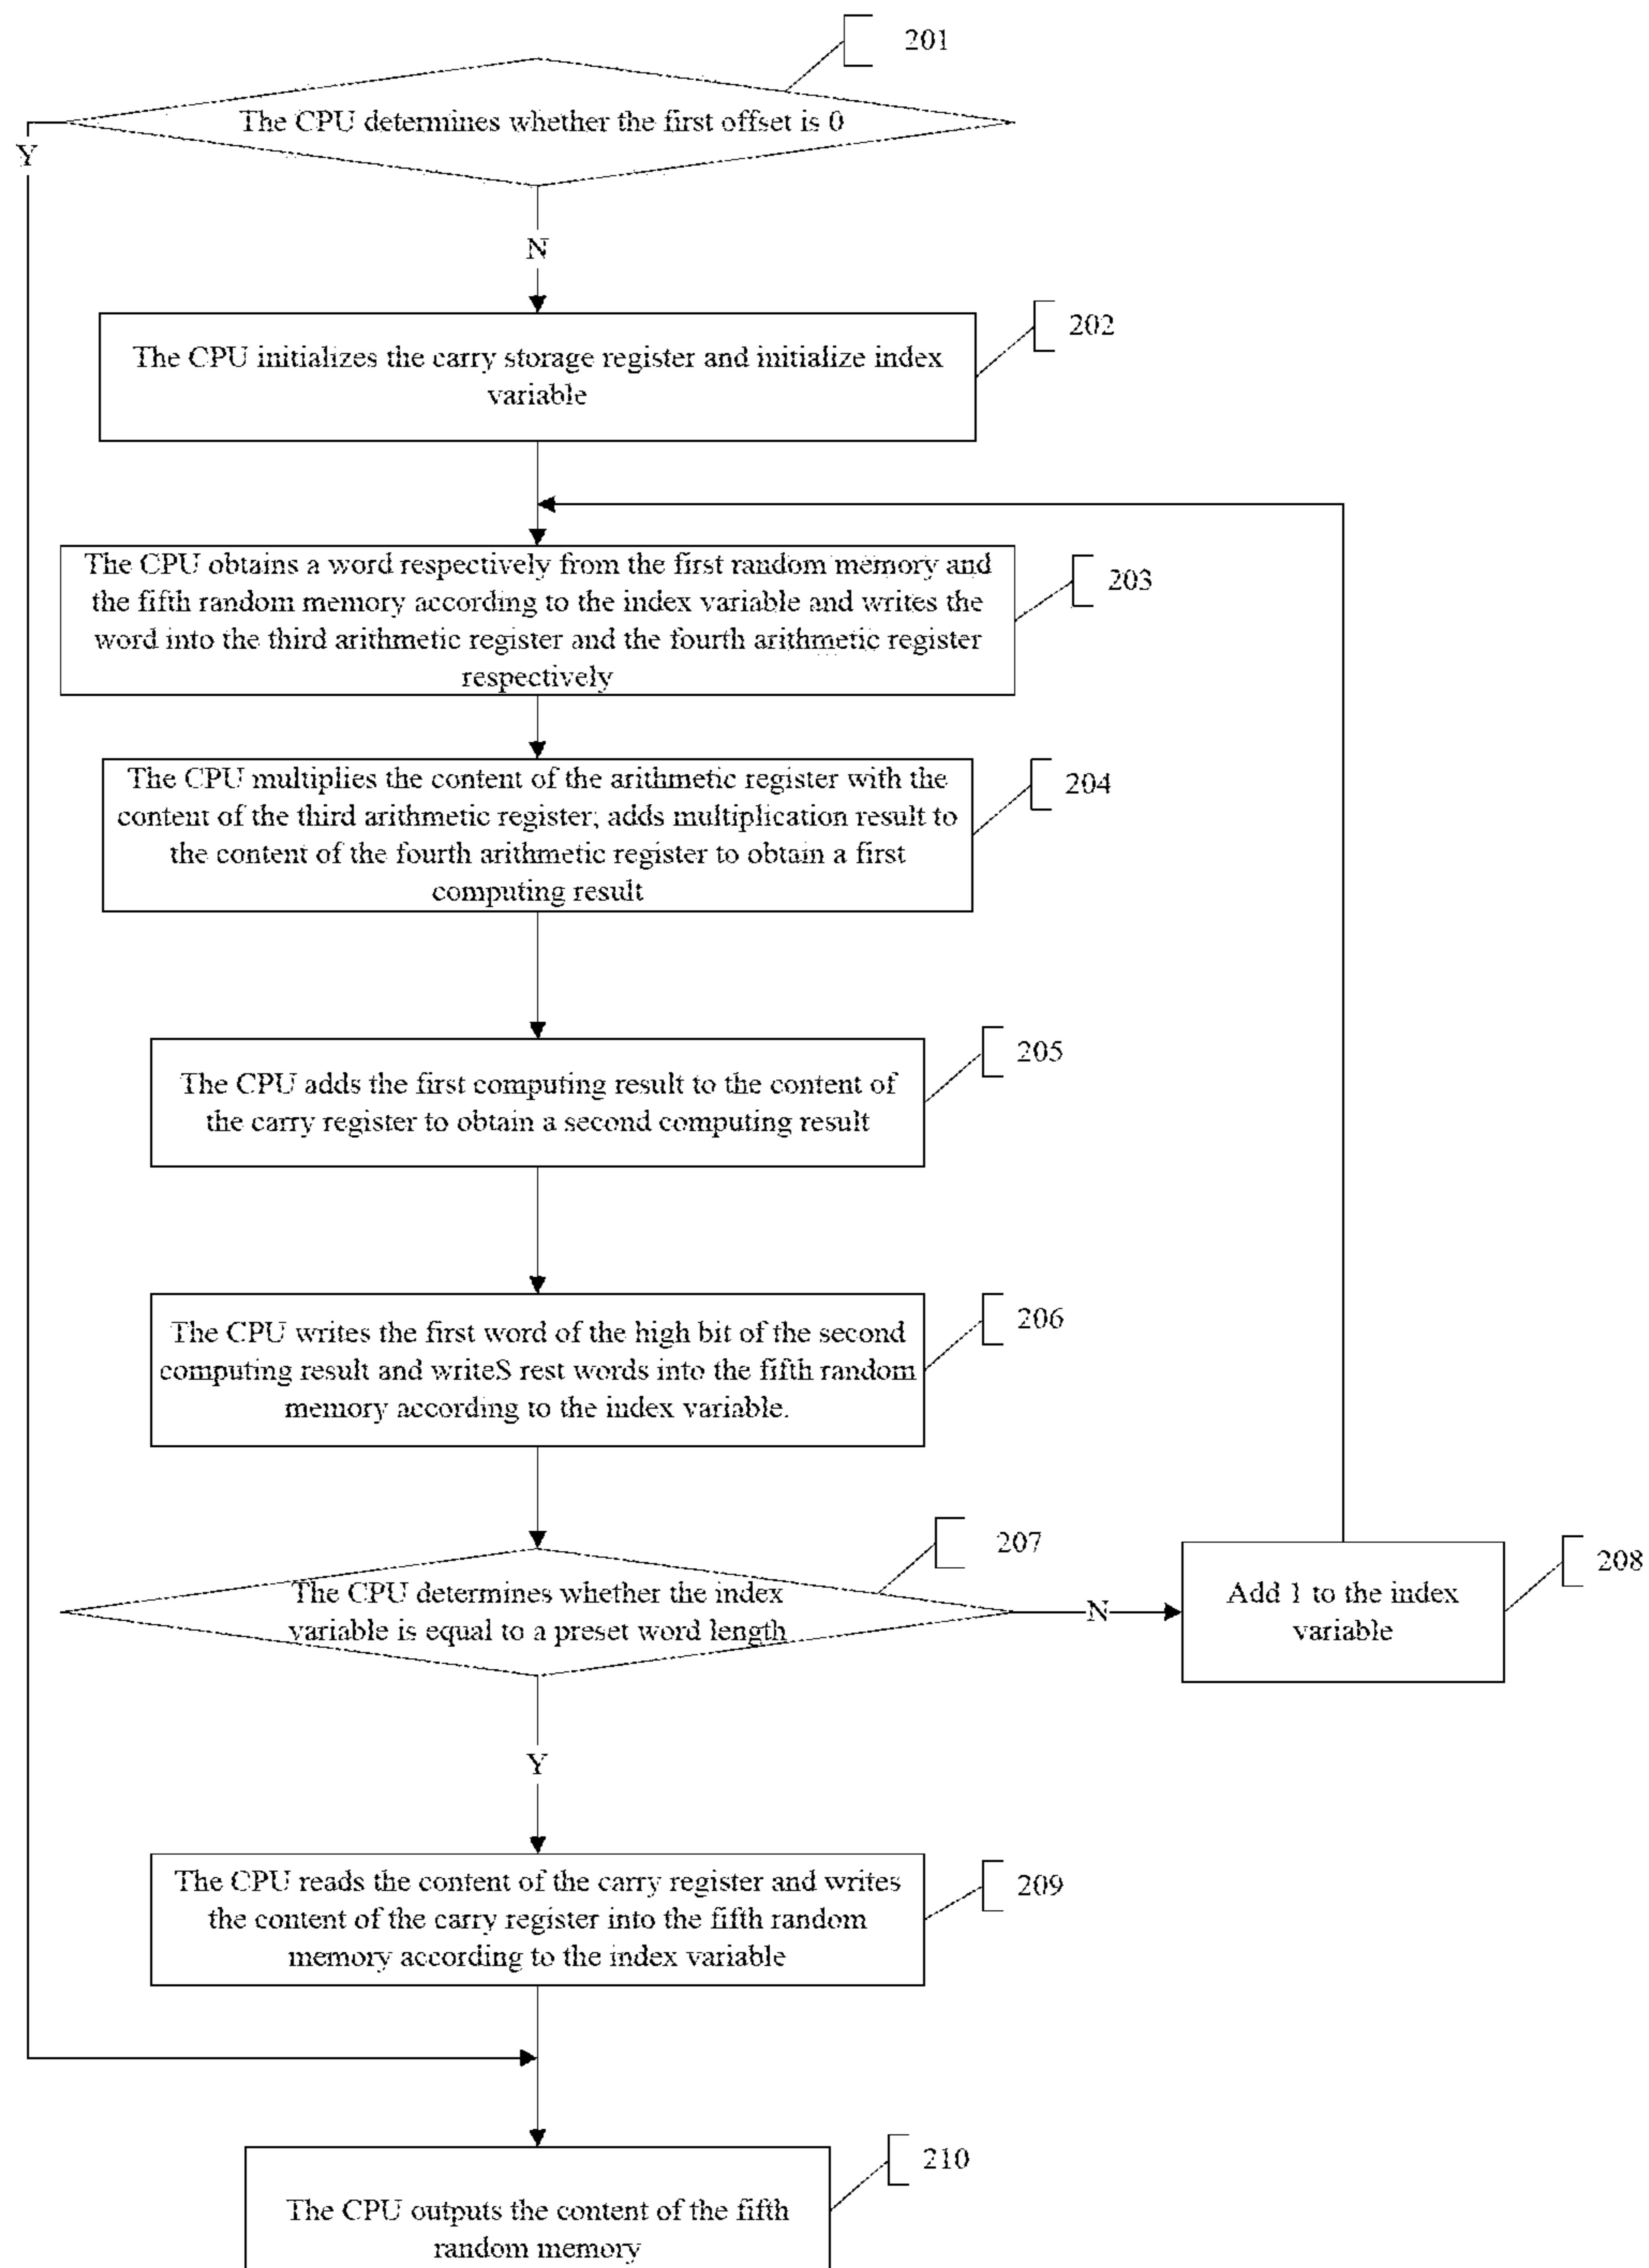 201
The CPU determines whether the first offset is 0
Y
N
202
The CPU initializes the carry storage register and initialize index
variable
203
The CPU obtains a word respectively from the first random memory and
the fifth random memory according to the index variable and writes the
word into the third arithmetic register and the fourth arithmetic register
respectively
204
The CPU multiplies the content of the arithmetic register with the
content of the third arithmetic register; adds multiplication result to
the content of the fourth arithmetic register to obtain a first
computing result
205
The CPU adds the first computing result to the content of
the carry register to obtain a second computing result
206
The CPU writes the first word of the high bit of the second
computing result and writeS rest words into the fifth random
memory according to the index variable.
207
The CPU determines whether the index
variable is equal to a preset word length
N
208
Add 1 to the index
variable
Y
209
The CPU reads the content of the carry register and writes
the content of the carry register into the fifth random
memory according to the index variable
210
The CPU outputs the content of the fifth
random memory